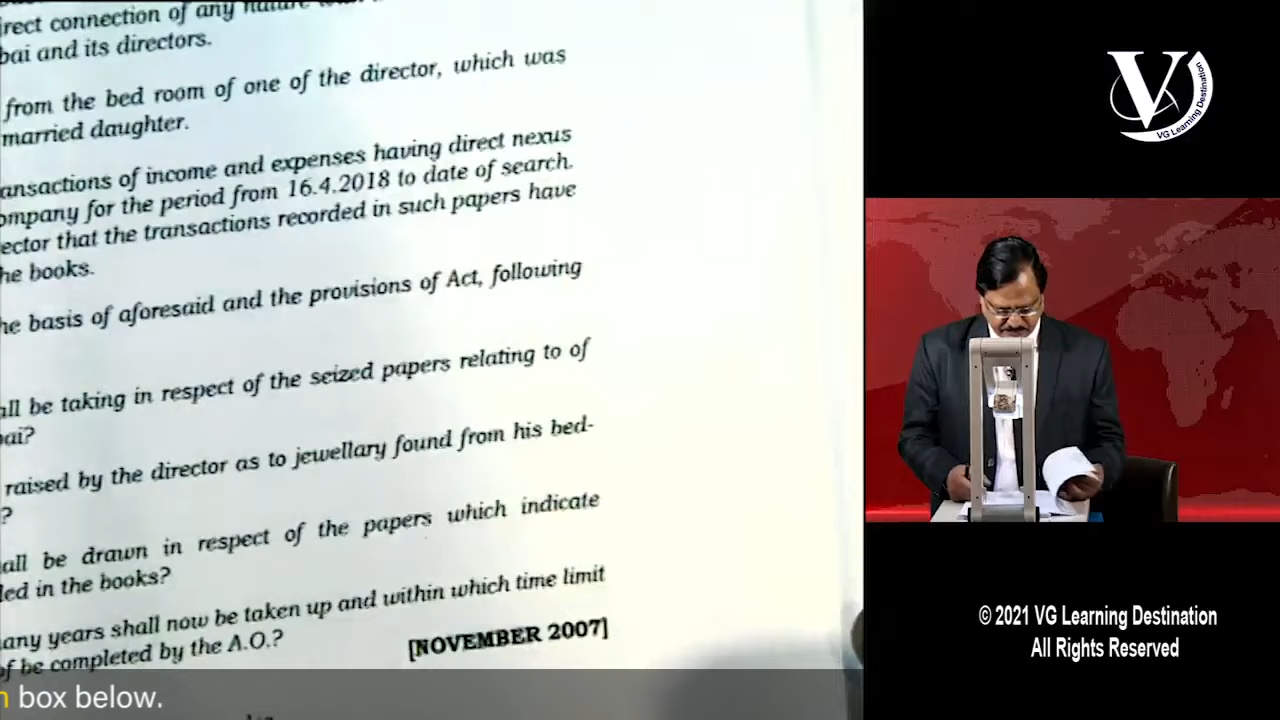 rect connection of any nature
bai and its directors.
from the bed room of one of the director, which was
married daughter.
ansactions of income and expenses having direct nexus
ompany for the period from 16.4.2018 to date of search.
ector that the transactions recorded in such papers have
he books.
he basis of aforesaid and the provisions of Act, following
all be taking in respect of the seized papers relating to of
bai?
raised by the director as to jewellary found from his bed-
?
all be drawn in respect of the papers which indicate
led in the books?
any years shall now be taken up and within which time limit
of be completed by the A.O.?
[NOVEMBER 2007]
n box below.
V
VG Learning Destination
© 2021 VG Learning Destination
All Rights Reserved